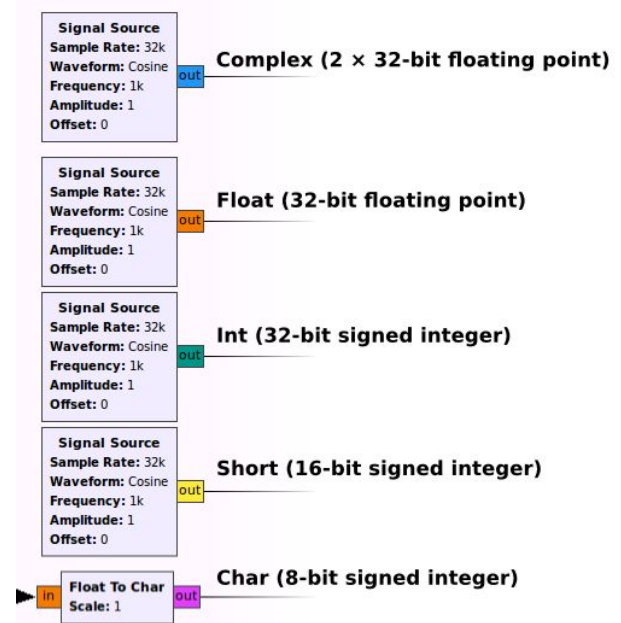 Signal Source
Sample Rate: 32k
Waveform: Cosine
Frequency: 1k
Amplitude: 1
Offset: 0
out
Complex (2 × 32-bit floating point)
Signal Source
Sample Rate: 32k
Waveform: Cosine
Frequency: 1k
Amplitude: 1
Offset: 0
out
Float (32-bit floating point)
Signal Source
Sample Rate: 32k
Waveform: Cosine
Frequency: 1k
Amplitude: 1
Offset: 0
out
Int (32-bit signed integer)
Signal Source
Sample Rate: 32k
Waveform: Cosine
Frequency: 1k
Amplitude: 1
Offset: 0
out
Short (16-bit signed integer)
in
Float To Char
Scale: 1
out
Char (8-bit signed integer)